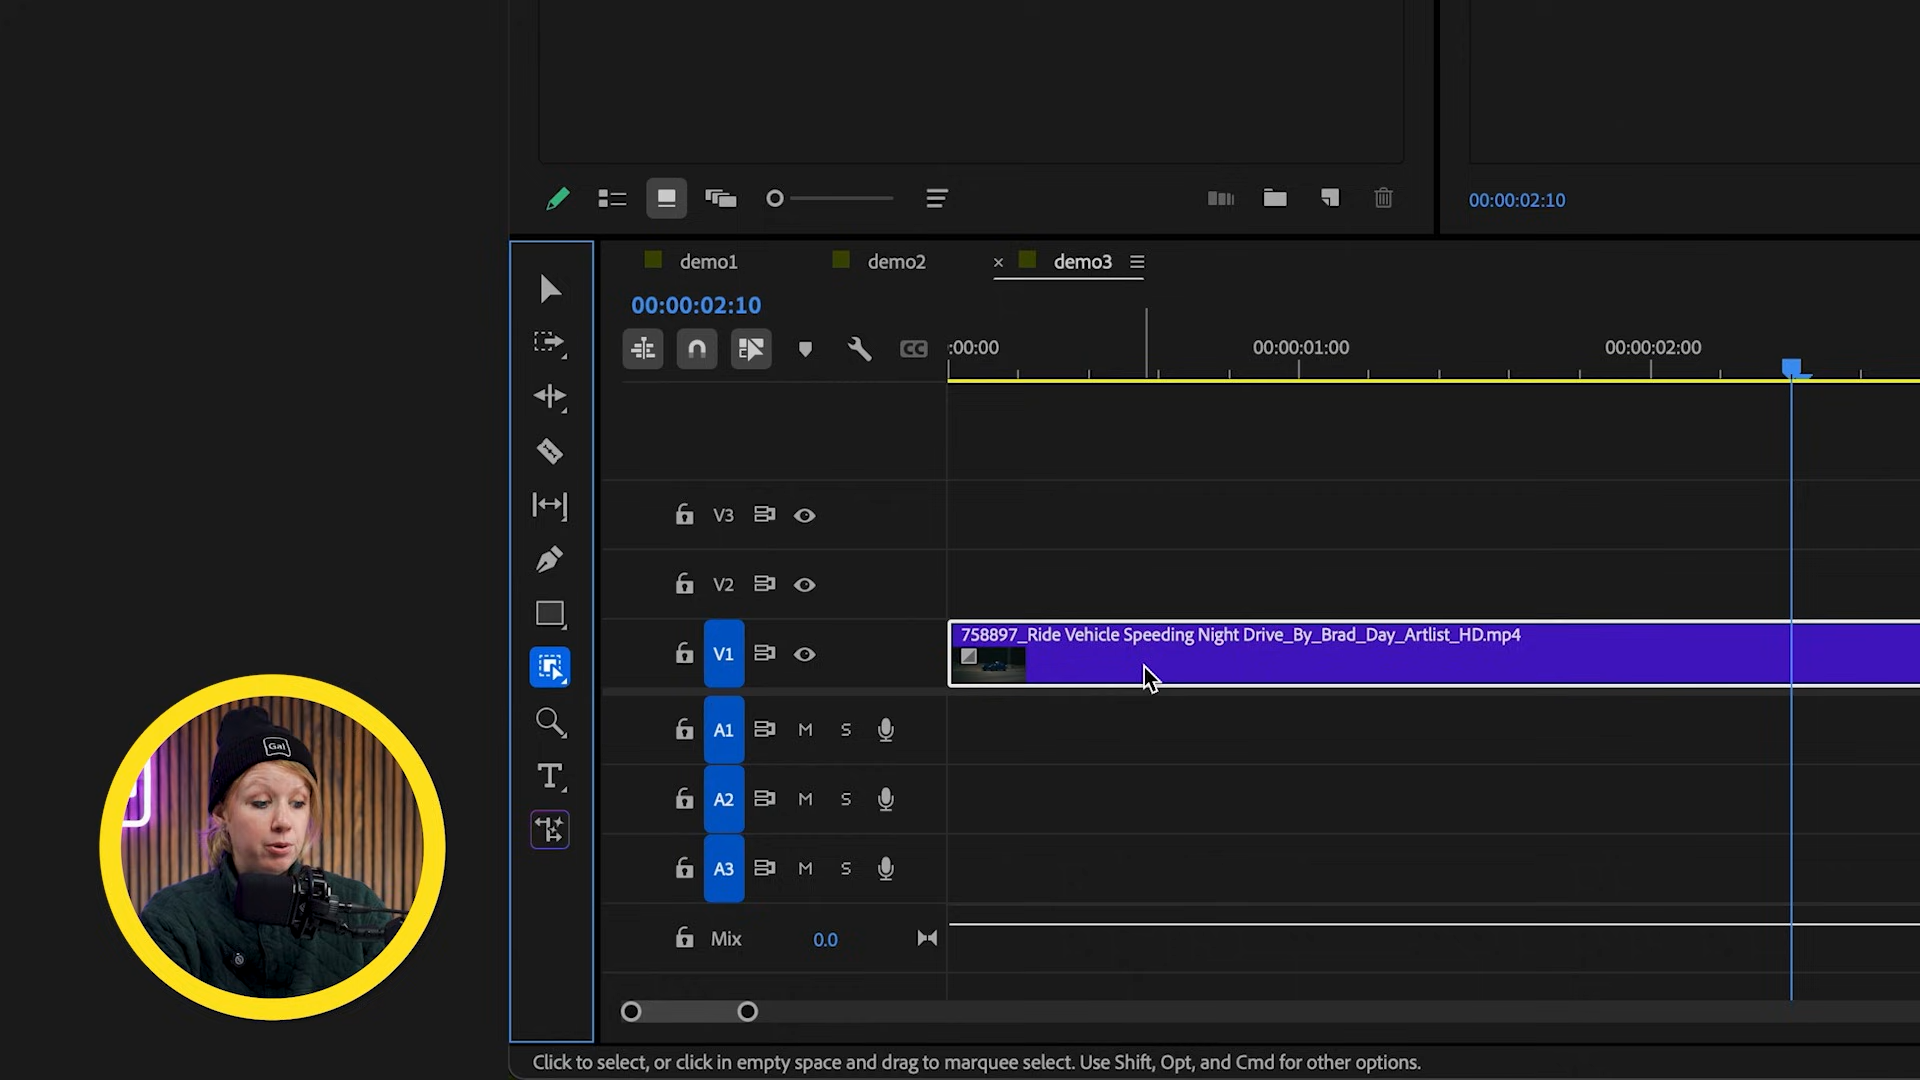 00:00:02:10
demo1
demo2
× demo3
00:00:02:10
CC
:00:00
00:00:01:00
00:00:02:00
V3
V2
V1
758897_Ride Vehicle Speeding Night Drive_By_Brad_Day_Artlist_HD.mp4
A1 M S
A2 M S
A3 M S
Mix 0.0
T
Gal
Click to select, or click in empty space and drag to marquee select. Use Shift, Opt, and Cmd for other options.